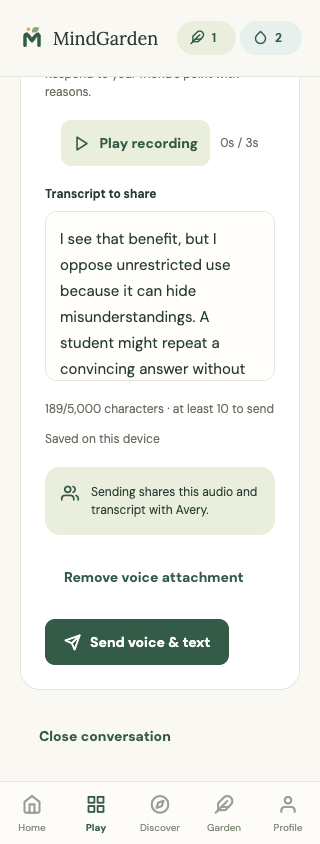 MindGarden
1
2
Respond to your friend's point with
reasons.
Play recording
0s / 3s
Transcript to share
I see that benefit, but I
oppose unrestricted use
because it can hide
misunderstandings. A
student might repeat a
convincing answer without
189/5,000 characters · at least 10 to send
Saved on this device
Sending shares this audio and
transcript with Avery.
Remove voice attachment
Send voice & text
Close conversation
Home
Play
Discover
Garden
Profile